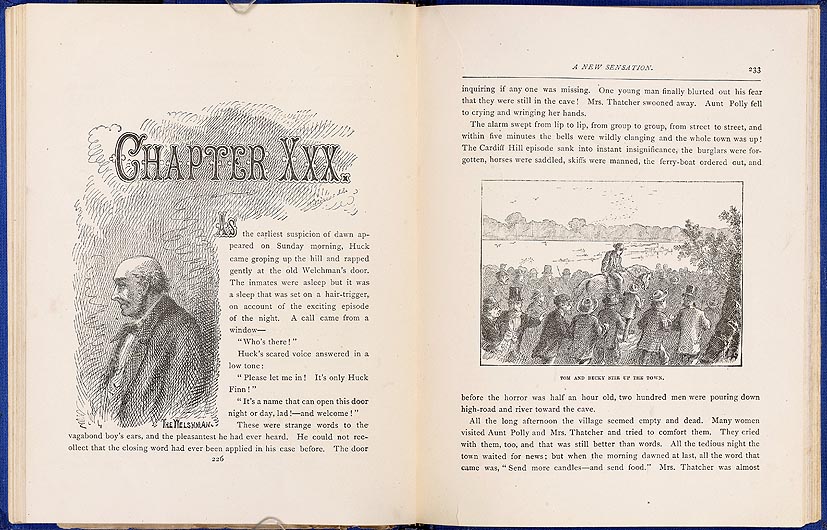 CHAPTER XXX.
As the earliest suspicion of dawn ap-
peared on Sunday morning, Huck
came groping up the hill and rapped
gently at the old Welchman's door.
The inmates were asleep but it was
a sleep that was set on a hair-trigger,
on account of the exciting episode
of the night. A call came from a
window—
"Who's there!"
Huck's scared voice answered in a
low tone:
"Please let me in! It's only Huck
Finn!"
"It's a name that can open this door
night or day, lad!—and welcome!"
These were strange words to the
THE WELSHMAN.
vagabond boy's ears, and the pleasantest he had ever heard. He could not rec-
ollect that the closing word had ever been applied in his case before. The door
226
A NEW SENSATION. 233
inquiring if any one was missing. One young man finally blurted out his fear
that they were still in the cave! Mrs. Thatcher swooned away. Aunt Polly fell
to crying and wringing her hands.
The alarm swept from lip to lip, from group to group, from street to street, and
within five minutes the bells were wildly clanging and the whole town was up!
The Cardiff Hill episode sank into instant insignificance, the burglars were for-
gotten, horses were saddled, skiffs were manned, the ferry-boat ordered out, and
TOM AND BECKY STIR UP THE TOWN.
before the horror was half an hour old, two hundred men were pouring down
high-road and river toward the cave.
All the long afternoon the village seemed empty and dead. Many women
visited Aunt Polly and Mrs. Thatcher and tried to comfort them. They cried
with them, too, and that was still better than words. All the tedious night the
town waited for news; but when the morning dawned at last, all the word that
came was, "Send more candles—and send food." Mrs. Thatcher was almost